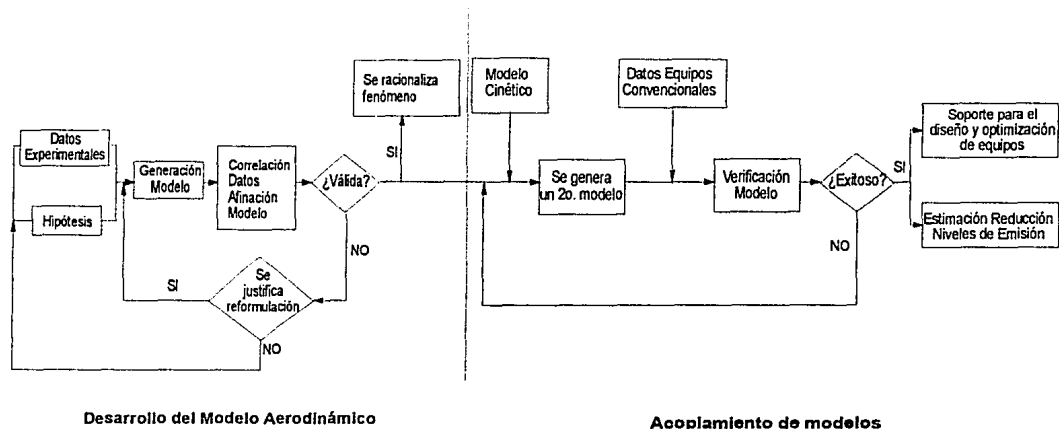 Datos
Experimentales
Hipótesis
Generación
Modelo
Correlación
Datos
Afinación
Modelo
¿Válida?
SI
Se racionaliza
fenómeno
NO
Se
justifica
reformulación
SI
NO
Modelo
Cinético
Se genera
un 2o. modelo
Datos Equipos
Convencionales
Verificación
Modelo
¿Exitoso?
SI
NO
Soporte para el
diseño y optimización
de equipos
Estimación Reducción
Niveles de Emisión
Desarrollo del Modelo Aerodinámico
Acoplamiento de modelos